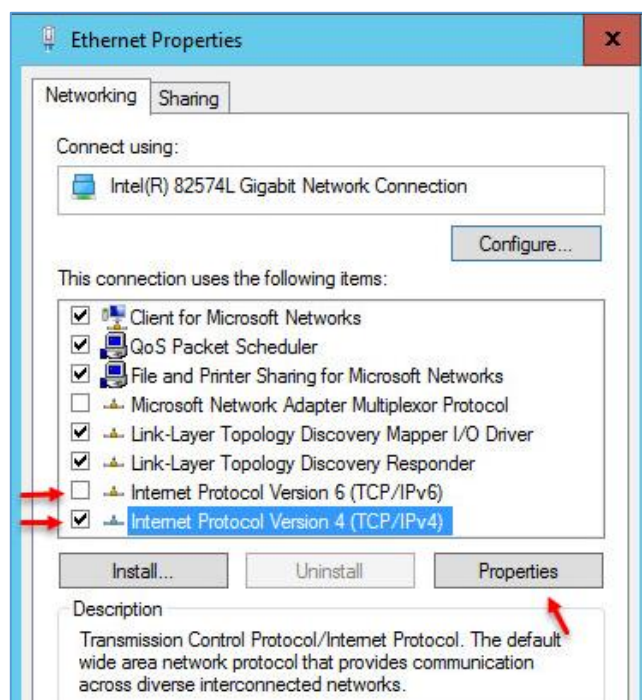 Ethernet Properties
x
Networking
Sharing
Connect using:
Intel(R) 82574L Gigabit Network Connection
Configure...
This connection uses the following items:
Client for Microsoft Networks
QoS Packet Scheduler
File and Printer Sharing for Microsoft Networks
Microsoft Network Adapter Multiplexor Protocol
Link-Layer Topology Discovery Mapper I/O Driver
Link-Layer Topology Discovery Responder
Internet Protocol Version 6 (TCP/IPv6)
Internet Protocol Version 4 (TCP/IPv4)
Install...
Uninstall
Properties
Description
Transmission Control Protocol/Internet Protocol. The default
wide area network protocol that provides communication
across diverse interconnected networks.